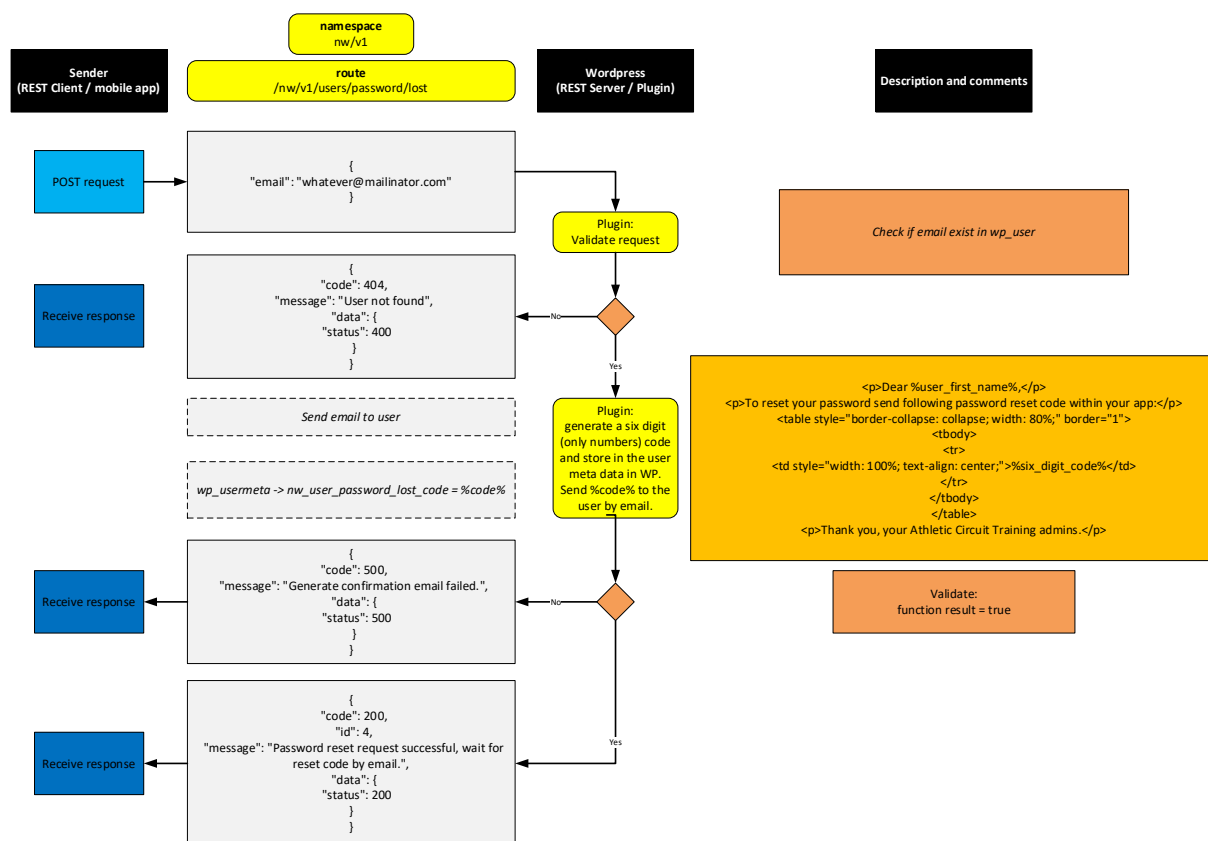 namespace
nw/v1
Sender
(REST Client / mobile app)
route
/nw/v1/users/password/lost
Wordpress
(REST Server / Plugin)
Description and comments
POST request
{
"email": "whatever@mailinator.com"
}
Plugin:
Validate request
Check if email exist in wp_user
Receive response
{
"code": 404,
"message": "User not found",
"data": {
"status": 400
}
}
No
Yes
Send email to user
wp_usermeta -> nw_user_password_lost_code = %code%
Plugin:
generate a six digit
(only numbers) code
and store in the user
meta data in WP.
Send %code% to the
user by email.
<p>Dear %user_first_name%,</p>
<p>To reset your password send following password reset code within your app:</p>
<table style="border-collapse: collapse; width: 80%;" border="1">
<tbody>
<tr>
<td style="width: 100%; text-align: center;">%six_digit_code%</td>
</tr>
</tbody>
</table>
<p>Thank you, your Athletic Circuit Training admins.</p>
Receive response
{
"code": 500,
"message": "Generate confirmation email failed.",
"data": {
"status": 500
}
}
No
Validate:
function result = true
Receive response
{
"code": 200,
"id": 4,
"message": "Password reset request successful, wait for
reset code by email.",
"data": {
"status": 200
}
}
Yes